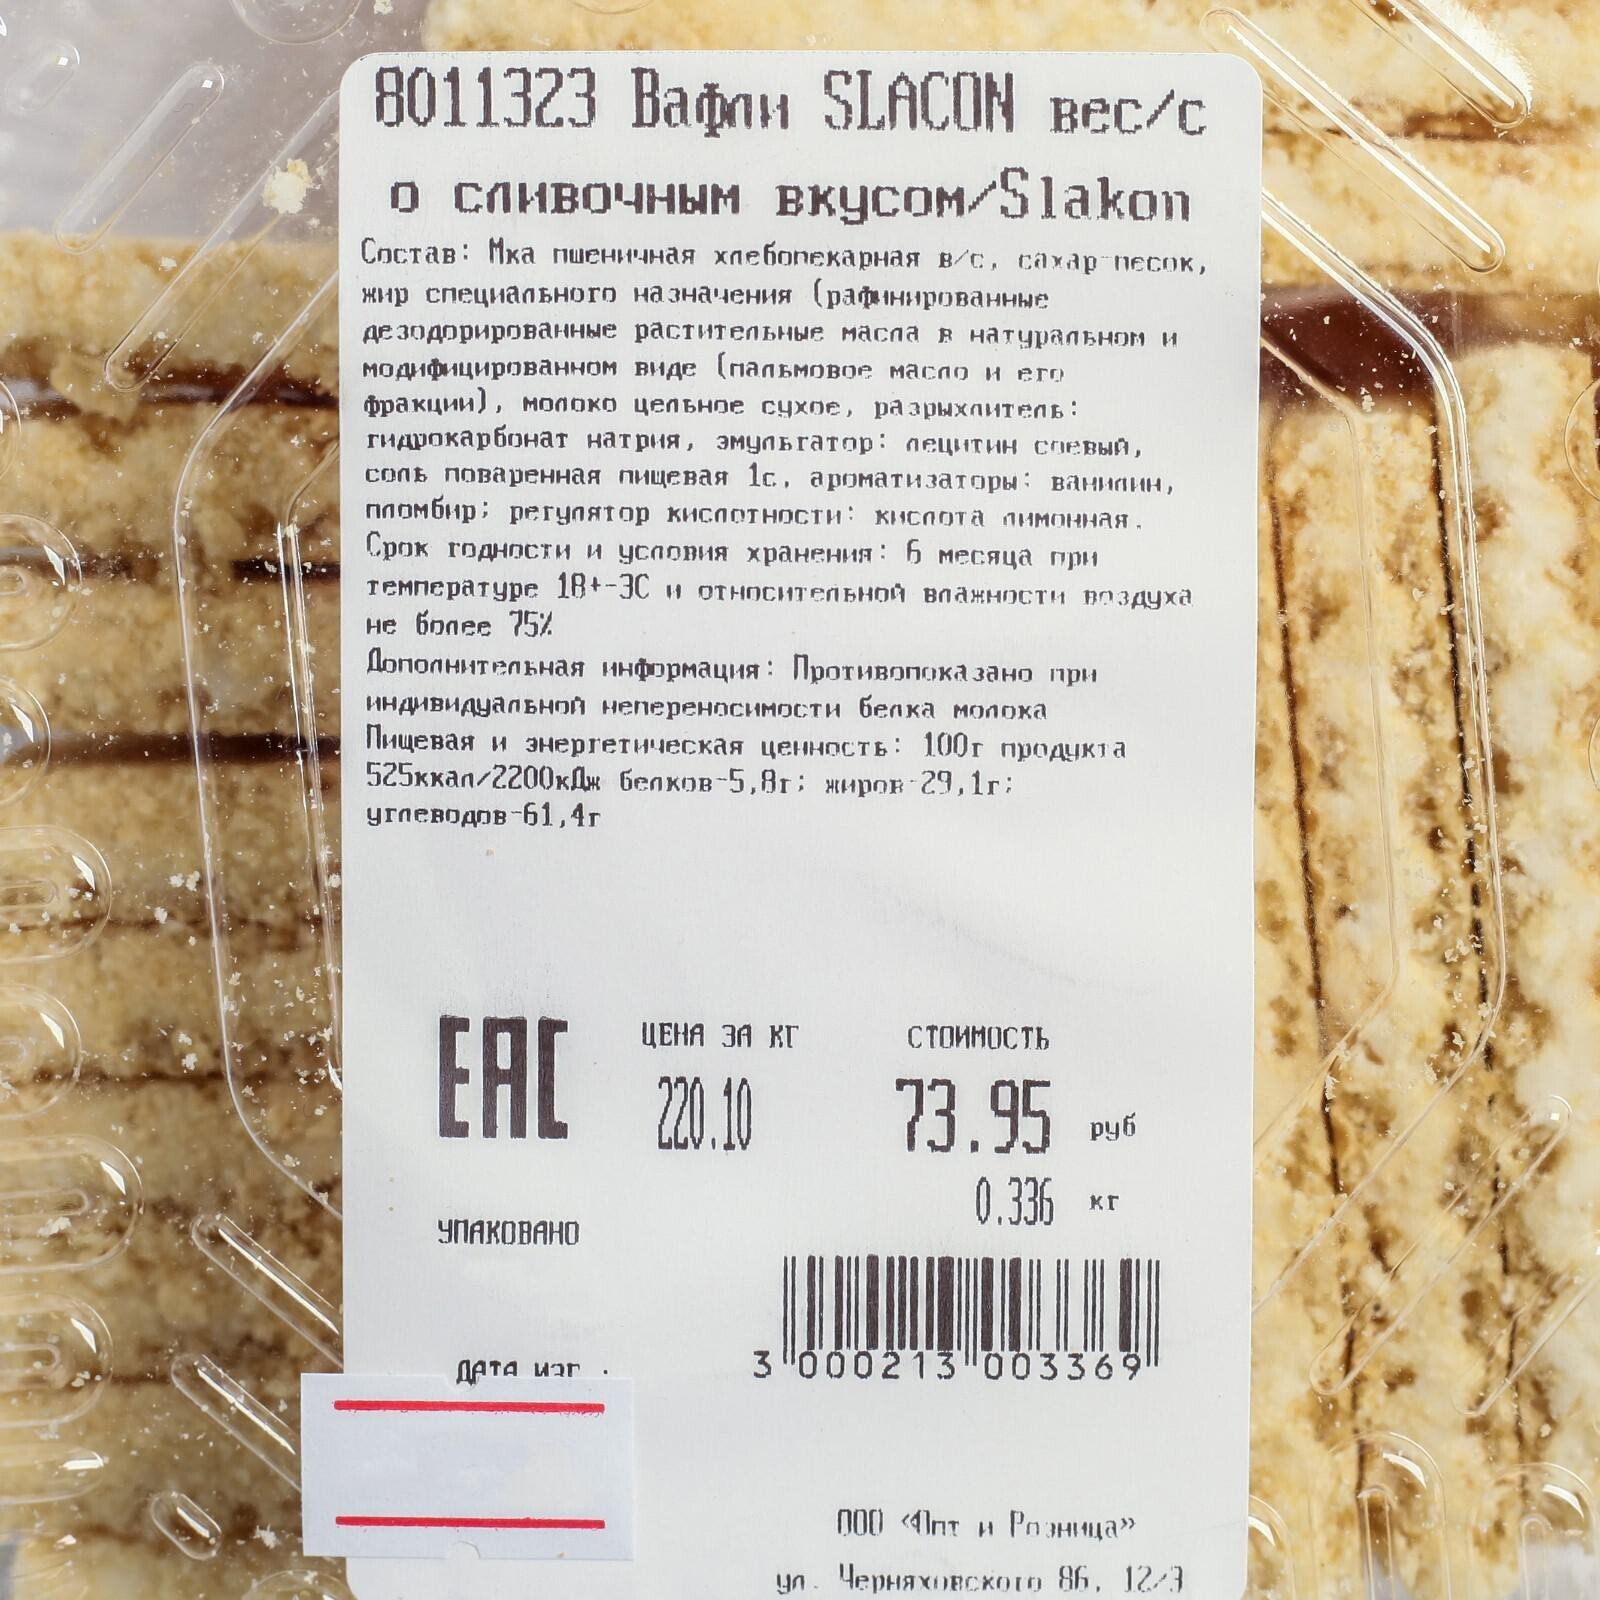 8011323 Вафли SLACON вес/с
о сливочным вкусом/Slakon
Состав: Мка пшеничная хлебопекарная в/с, сахар-песок,
жир специального назначения (рафинированные
дезодорированные растительные масла в натуральном и
модифицированном виде (пальмовое масло и его
фракции), молоко цельное сухое, разрыхлитель:
гидрокарбонат натрия, эмульгатор: лецитин соевый,
соль поваренная пищевая 1с, ароматизаторы: ванилин,
пломбир; регулятор кислотности: кислота лимонная.
Срок годности и условия хранения: 6 месяца при
температуре 18+-3С и относительной влажности воздуха
не более 75%
Дополнительная информация: Противопоказано при
индивидуальной непереносимости белка молока
Пищевая и энергетическая ценность: 100г продукта
525ккал/2200кДж белков-5,8г; жиров-29,1г;
углеводов-61,4г
EAC
ЦЕНА ЗА КГ
СТОИМОСТЬ
220.10
73.95 руб
0.336 кг
УПАКОВАНО
3 000213 003369
ДАТА ИЗГ.:
ООО «Опт и Розница»
ул. Черняховского 86, 12/3